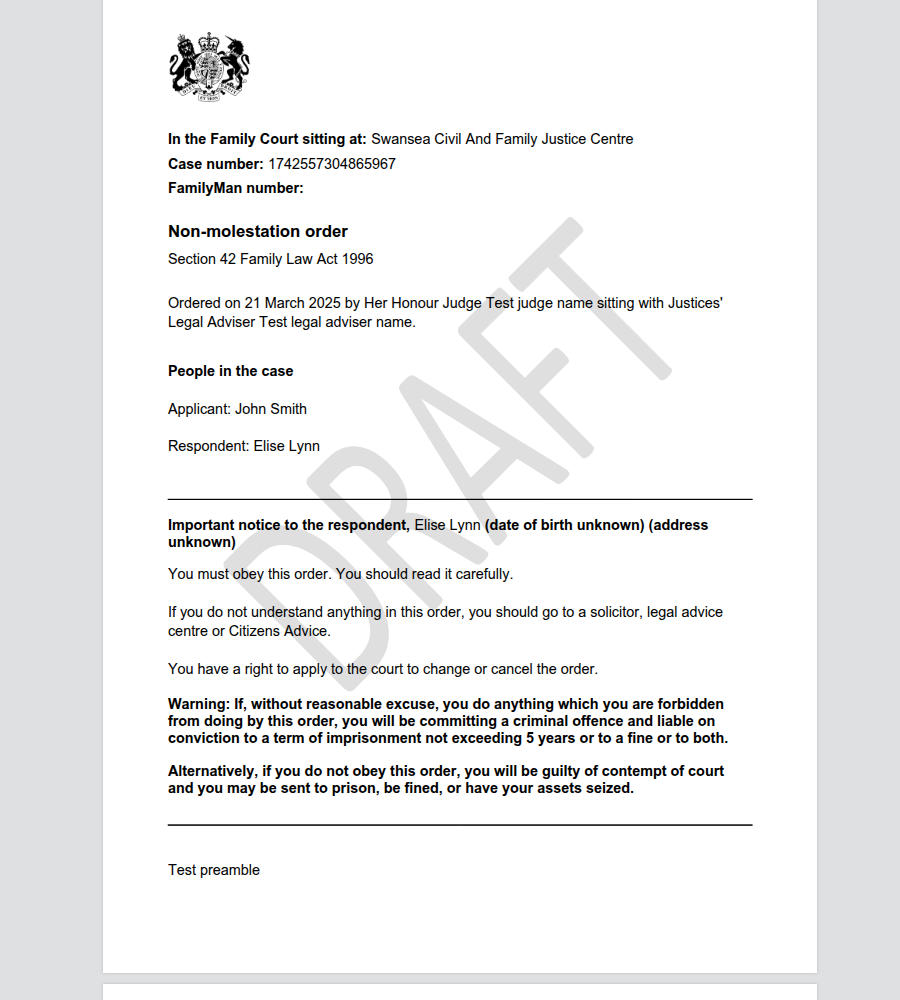 In the Family Court sitting at: Swansea Civil And Family Justice Centre
Case number: 1742557304865967
FamilyMan number:
Non-molestation order
Section 42 Family Law Act 1996
Ordered on 21 March 2025 by Her Honour Judge Test judge name sitting with Justices'
Legal Adviser Test legal adviser name.
People in the case
Applicant: John Smith
Respondent: Elise Lynn
Important notice to the respondent, Elise Lynn (date of birth unknown) (address
unknown)
You must obey this order. You should read it carefully.
If you do not understand anything in this order, you should go to a solicitor, legal advice
centre or Citizens Advice.
You have a right to apply to the court to change or cancel the order.
Warning: If, without reasonable excuse, you do anything which you are forbidden
from doing by this order, you will be committing a criminal offence and liable on
conviction to a term of imprisonment not exceeding 5 years or to a fine or to both.
Alternatively, if you do not obey this order, you will be guilty of contempt of court
and you may be sent to prison, be fined, or have your assets seized.
Test preamble
DRAFT